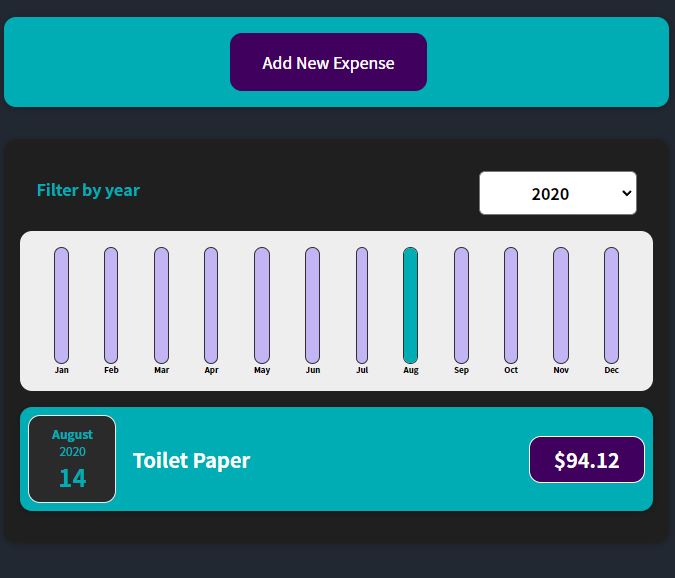 Add New Expense
Filter by year
2020
Jan Feb Mar Apr May Jun Jul Aug Sep Oct Nov Dec
August
2020
14
Toilet Paper
$94.12